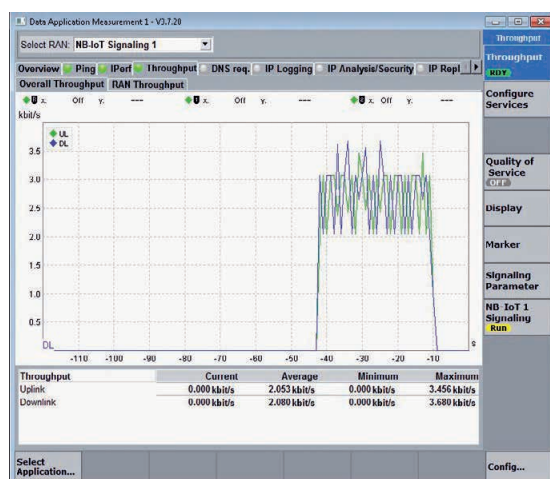 Data Application Measurement 1 - V3.7.20
Select RAN: NB-IoT Signaling 1
Overview Ping IPerf Throughput DNS req. IP Logging IP Analysis/Security IP Repl
Overall Throughput RAN Throughput
x. Off y. --- x. Off y. --- x. Off y. ---
kbit/s
UL
DL
3.5
3.0
2.5
2.0
1.5
1.0
0.5
DL
s
-110 -100 -90 -80 -70 -60 -50 -40 -30 -20 -10
Throughput Current Average Minimum Maximum
Uplink 0.000 kbit/s 2.053 kbit/s 0.000 kbit/s 3.456 kbit/s
Downlink 0.000 kbit/s 2.080 kbit/s 0.000 kbit/s 3.680 kbit/s
Select
Application...
Throughput
Throughput
RDY
Configure
Services
Quality of
Service
OFF
Display
Marker
Signaling
Parameter
NB-IoT 1
Signaling
Run
Config...